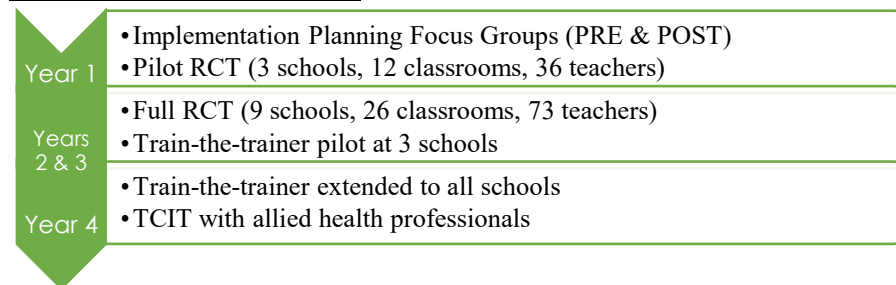 Year 1
•Implementation Planning Focus Groups (PRE & POST)
•Pilot RCT (3 schools, 12 classrooms, 36 teachers)
Years
2 & 3
•Full RCT (9 schools, 26 classrooms, 73 teachers)
•Train-the-trainer pilot at 3 schools
Year 4
•Train-the-trainer extended to all schools
•TCIT with allied health professionals